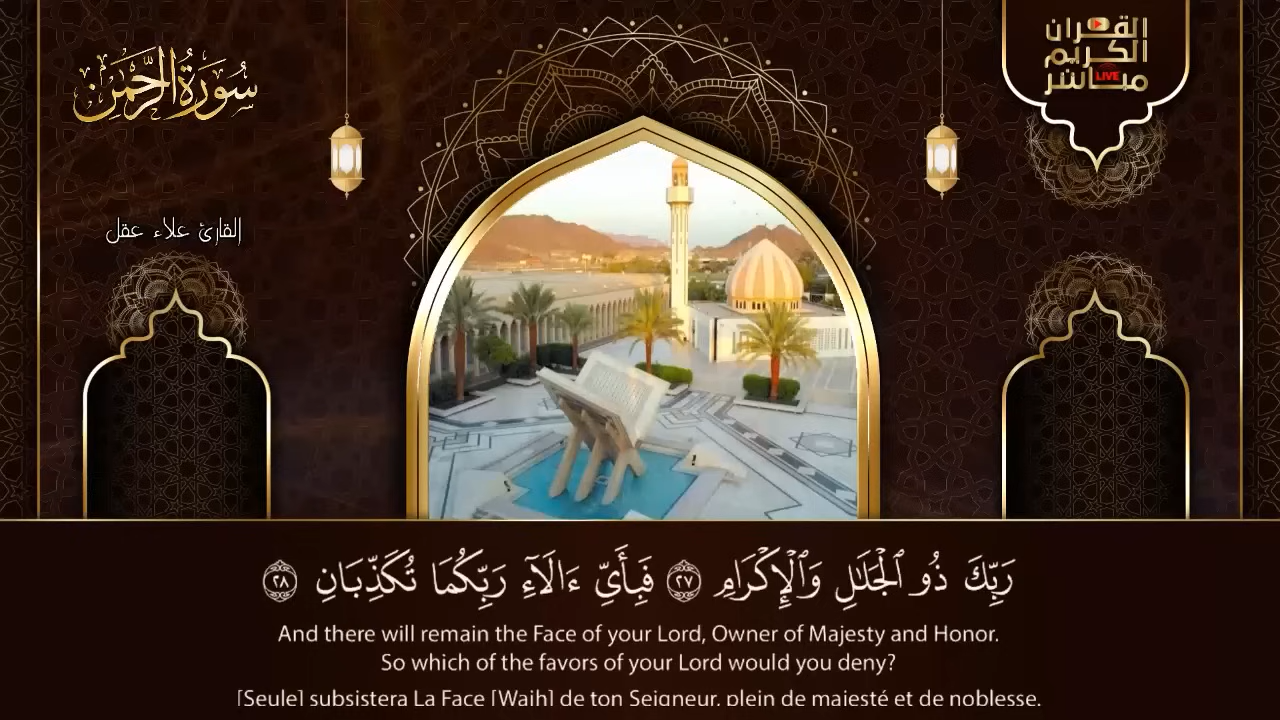 سُورَةُ الرَّحْمَٰن
القـران
الكريم
مباشر
LIVE
القارئ علاء عقل
رَبِّكَ ذُو ٱلْجَلَٰلِ وَٱلْإِكْرَامِ ٢٧ فَبِأَيِّ ءَالَآءِ رَبِّكُمَا تُكَذِّبَانِ ٢٨
And there will remain the Face of your Lord, Owner of Majesty and Honor.
So which of the favors of your Lord would you deny?
[Seule] subsistera La Face [Wajh] de ton Seigneur, plein de majesté et de noblesse.